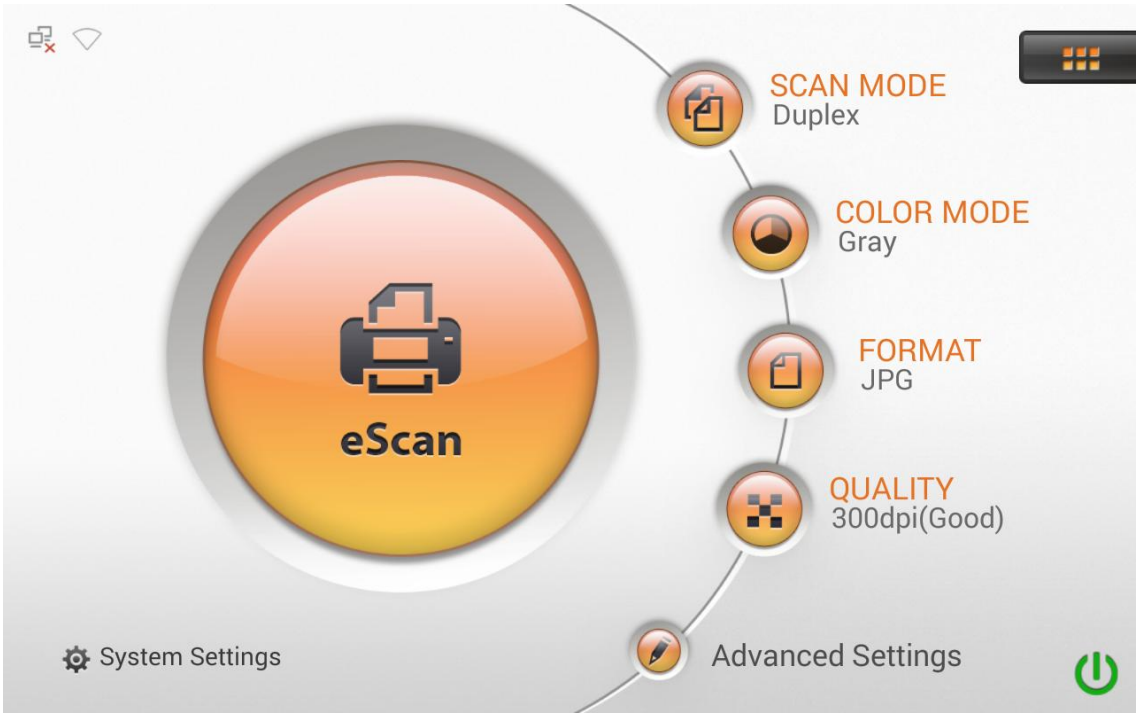 SCAN MODE
Duplex
COLOR MODE
Gray
FORMAT
JPG
eScan
QUALITY
300dpi(Good)
System Settings
Advanced Settings